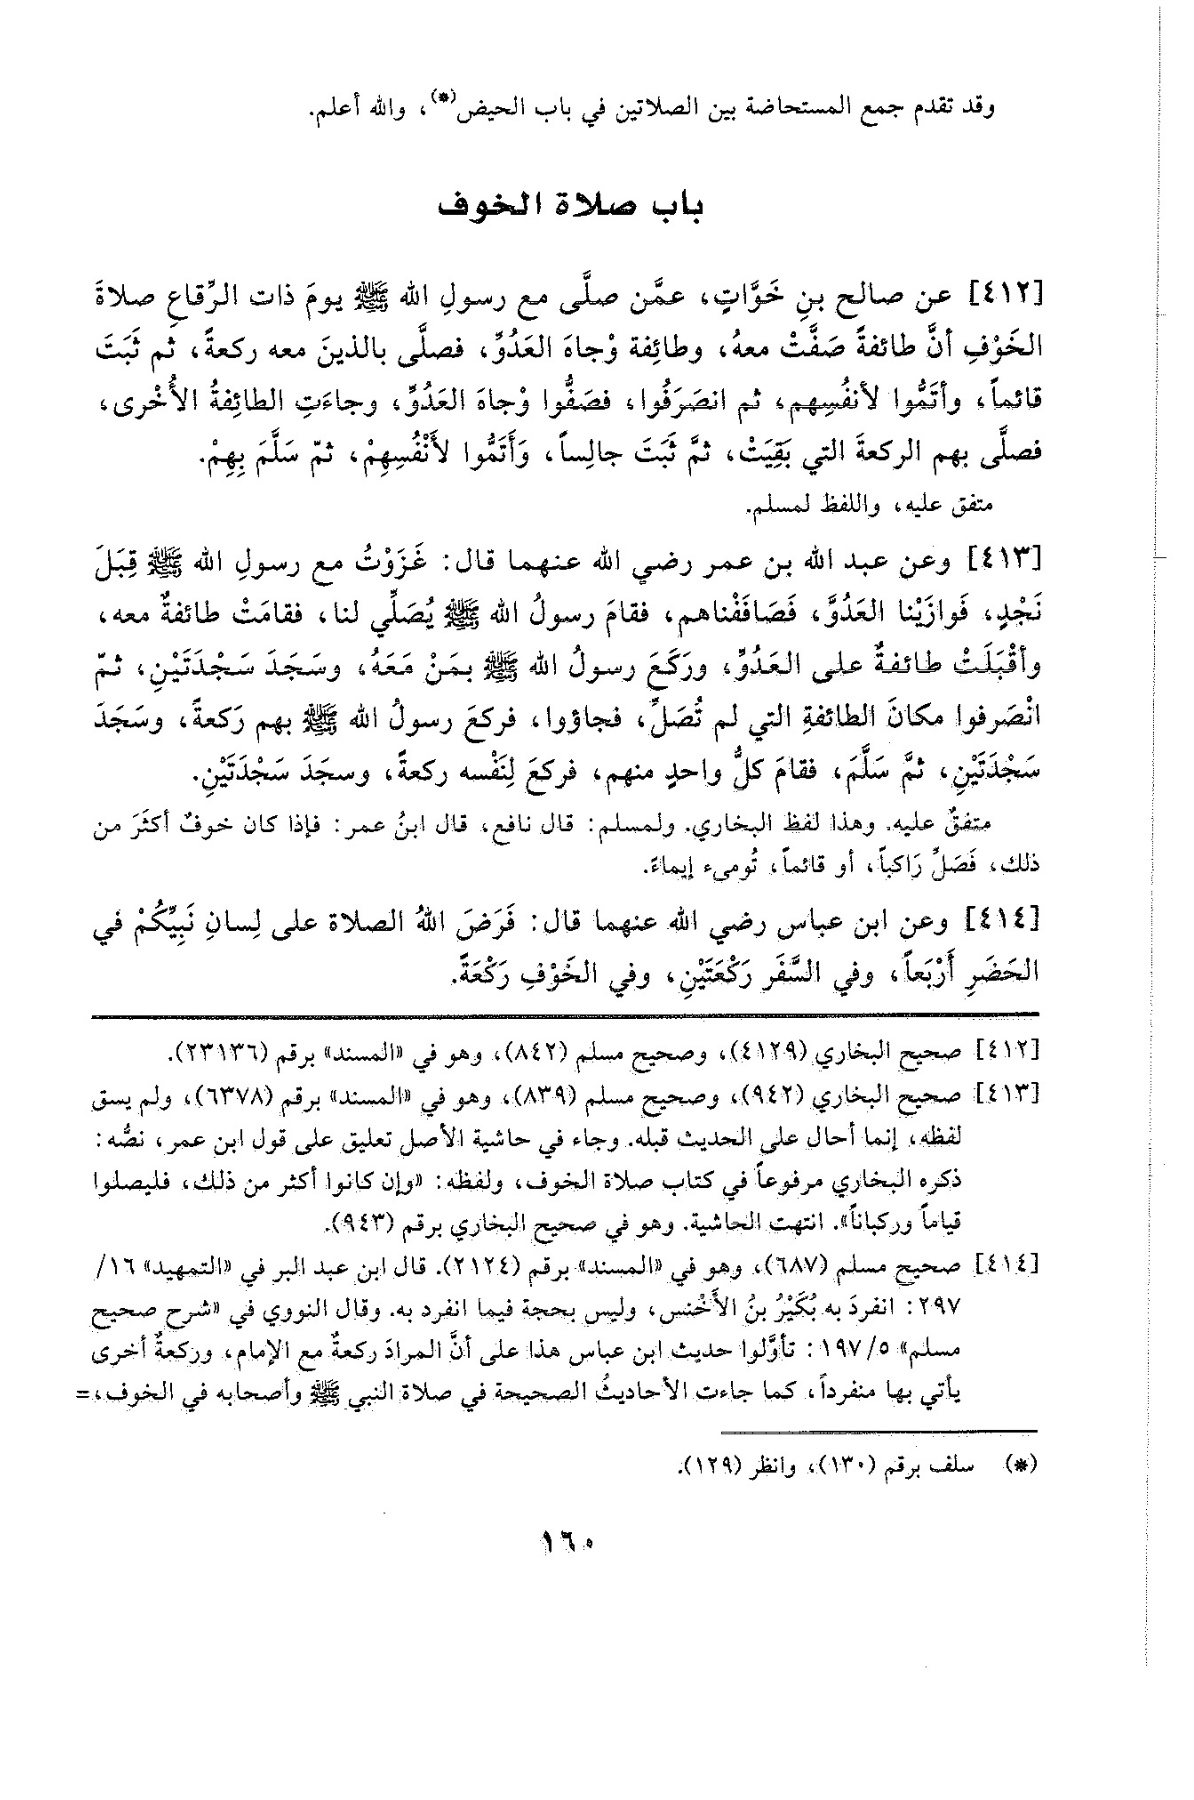 وقد تقدم جمع المستحاضة بين الصلاتين في باب الحيض(*)، والله أعلم.
باب صلاة الخوف
[٤١٢] عن صالح بنِ خَوَّاتٍ، عمَّن صلَّى مع رسولِ الله ﷺ يومَ ذات الرِّقاعِ صلاةَ
الخَوْفِ أنَّ طائفةً صَفَّتْ معهُ، وطائِفة وْجاهَ العَدُوِّ، فصلَّى بالذينَ معه ركعةً، ثم ثَبَتَ
قائماً، وأتَمُّوا لأنفُسِهم، ثم انصَرَفُوا، فصَفُّوا وْجاهَ العَدُوِّ، وجاءَتِ الطائِفةُ الأُخْرى،
فصلَّى بهم الركعةَ التي بَقِيَتْ، ثمَّ ثَبَتَ جالِساً، وَأَتَمُّوا لأَنْفُسِهِمْ، ثمّ سَلَّمَ بِهِمْ.
متفق عليه، واللفظ لمسلم.
[٤١٣] وعن عبد الله بن عمر رضي الله عنهما قال: غَزَوْتُ مع رسولِ الله ﷺ قِبَلَ
نَجْدٍ، فَوازَيْنا العَدُوَّ، فَصَافَفْناهم، فقامَ رسولُ الله ﷺ يُصَلِّي لنا، فقامَتْ طائفةٌ معه،
وأقْبَلَتْ طائفةٌ على العَدُوِّ، ورَكَعَ رسولُ الله ﷺ بمَنْ مَعَهُ، وسَجَدَ سَجْدَتَيْنِ، ثمّ
انْصَرفوا مكانَ الطائفةِ التي لم تُصَلِّ، فجاؤوا، فركعَ رسولُ الله ﷺ بهم رَكعةً، وسَجَدَ
سَجْدَتَيْنِ، ثمَّ سَلَّمَ، فقامَ كلُّ واحدٍ منهم، فركعَ لِنَفْسه ركعةً، وسجَدَ سَجْدَتَيْنِ.
متفقٌ عليه. وهذا لفظ البخاري. ولمسلم: قال نافع، قال ابنُ عمر: فإذا كان خوفٌ أكثَرَ من
ذلك، فَصَلِّ رَاكباً، أو قائماً، تُومىء إيماءً.
[٤١٤] وعن ابن عباس رضي الله عنهما قال: فَرَضَ اللهُ الصلاة على لِسانِ نَبِيِّكُمْ في
الحَضَرِ أَرْبَعاً، وفي السَّفَر رَكْعَتَيْنِ، وفي الخَوْفِ رَكْعَةً.
[٤١٢] صحيح البخاري (٤١٢٩)، وصحيح مسلم (٨٤٢)، وهو في «المسند» برقم (٢٣١٣٦).
[٤١٣] صحيح البخاري (٩٤٢)، وصحيح مسلم (٨٣٩)، وهو في «المسند» برقم (٦٣٧٨)، ولم يسق
لفظه، إنما أحال على الحديث قبله. وجاء في حاشية الأصل تعليق على قول ابن عمر، نصُّه:
ذكره البخاري مرفوعاً في كتاب صلاة الخوف، ولفظه: «وإن كانوا أكثر من ذلك، فليصلوا
قياماً وركباناً». انتهت الحاشية. وهو في صحيح البخاري برقم (٩٤٣).
[٤١٤] صحيح مسلم (٦٨٧)، وهو في «المسند» برقم (٢١٢٤). قال ابن عبد البر في «التمهيد» ١٦/
٢٩٧: انفردَ به بُكَيْرُ بنُ الأَخْنس، وليس بحجة فيما انفرد به. وقال النووي في «شرح صحيح
مسلم» ٥/ ١٩٧: تأوَّلوا حديث ابن عباس هذا على أنَّ المرادَ ركعةٌ مع الإمام، وركعةٌ أخرى
يأتي بها منفرداً، كما جاءت الأحاديثُ الصحيحة في صلاة النبي ﷺ وأصحابه في الخوف،=
(*) سلف برقم (١٣٠)، وانظر (١٢٩).
١٦٠